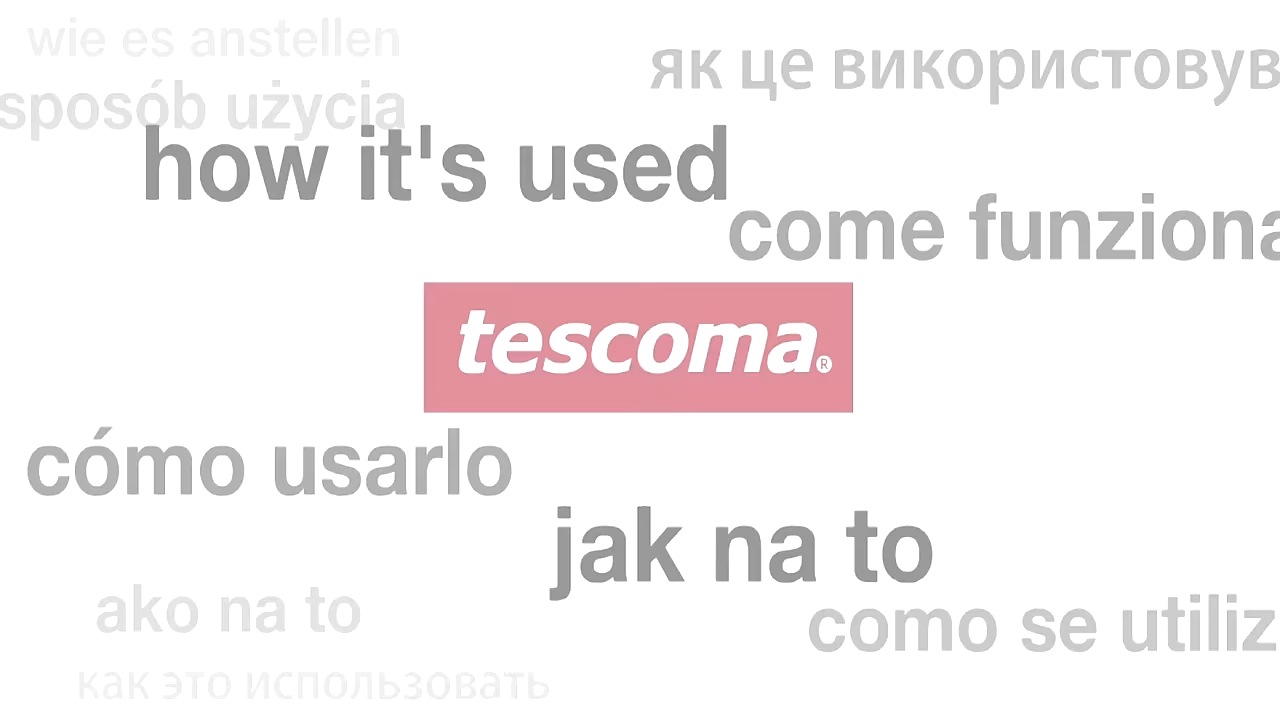 wie es anstellen
як це використовув
sposób użycia
how it's used
come funziona
tescoma®
cómo usarlo
jak na to
ako na to
como se utiliz
как это использовать